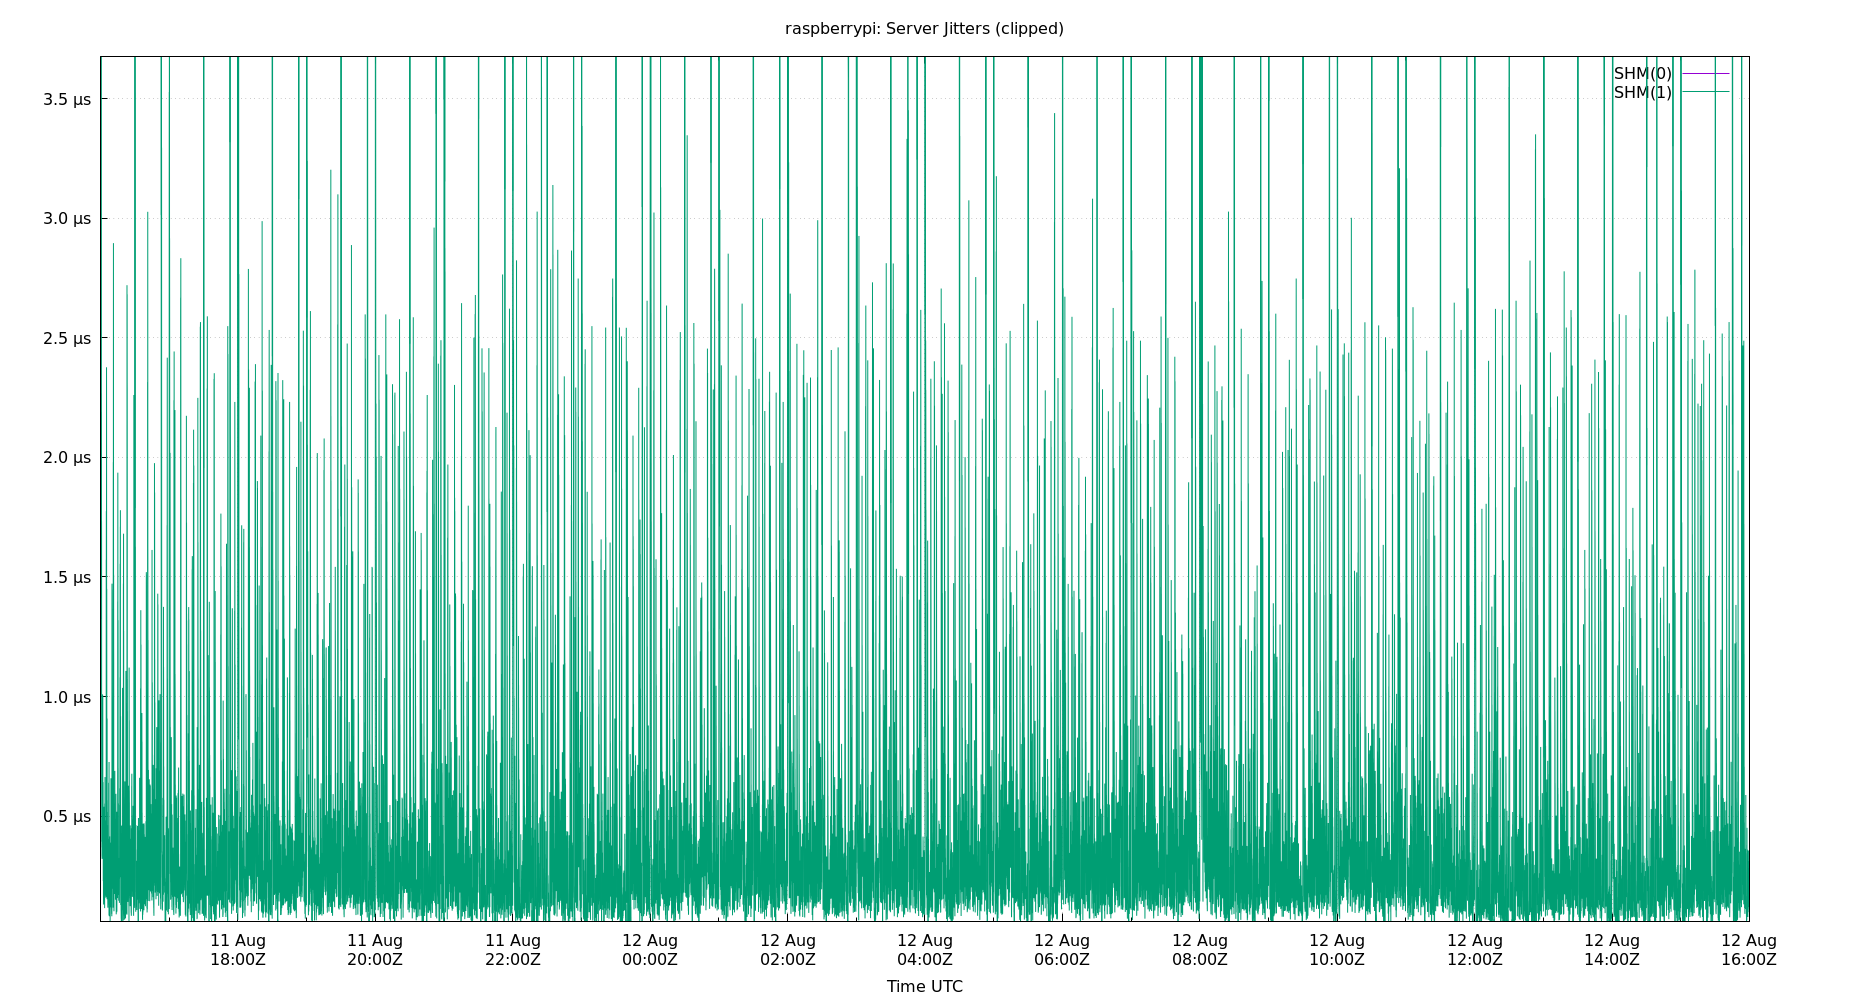 raspberrypi: Server Jitters (clipped)
SHM(0)
SHM(1)
3.5 µs
3.0 µs
2.5 µs
2.0 µs
1.5 µs
1.0 µs
0.5 µs
11 Aug 11 Aug 11 Aug 12 Aug 12 Aug 12 Aug 12 Aug 12 Aug 12 Aug 12 Aug 12 Aug 12 Aug
18:00Z 20:00Z 22:00Z 00:00Z 02:00Z 04:00Z 06:00Z 08:00Z 10:00Z 12:00Z 14:00Z 16:00Z
Time UTC